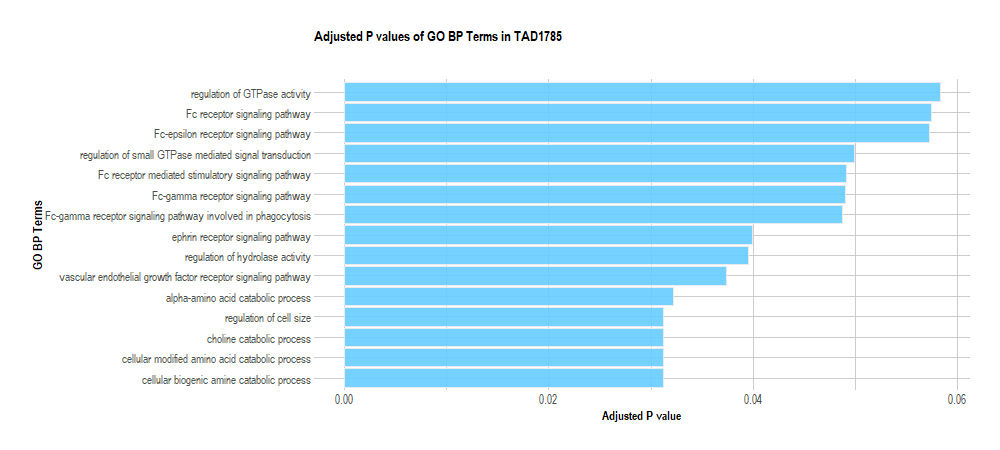 Adjusted P values of GO BP Terms in TAD1785
regulation of GTPase activity
Fc receptor signaling pathway
Fc-epsilon receptor signaling pathway
regulation of small GTPase mediated signal transduction
Fc receptor mediated stimulatory signaling pathway
Fc-gamma receptor signaling pathway
Fc-gamma receptor signaling pathway involved in phagocytosis
ephrin receptor signaling pathway
regulation of hydrolase activity
vascular endothelial growth factor receptor signaling pathway
alpha-amino acid catabolic process
regulation of cell size
choline catabolic process
cellular modified amino acid catabolic process
cellular biogenic amine catabolic process
GO BP Terms
0.00 0.02 0.04 0.06
Adjusted P value